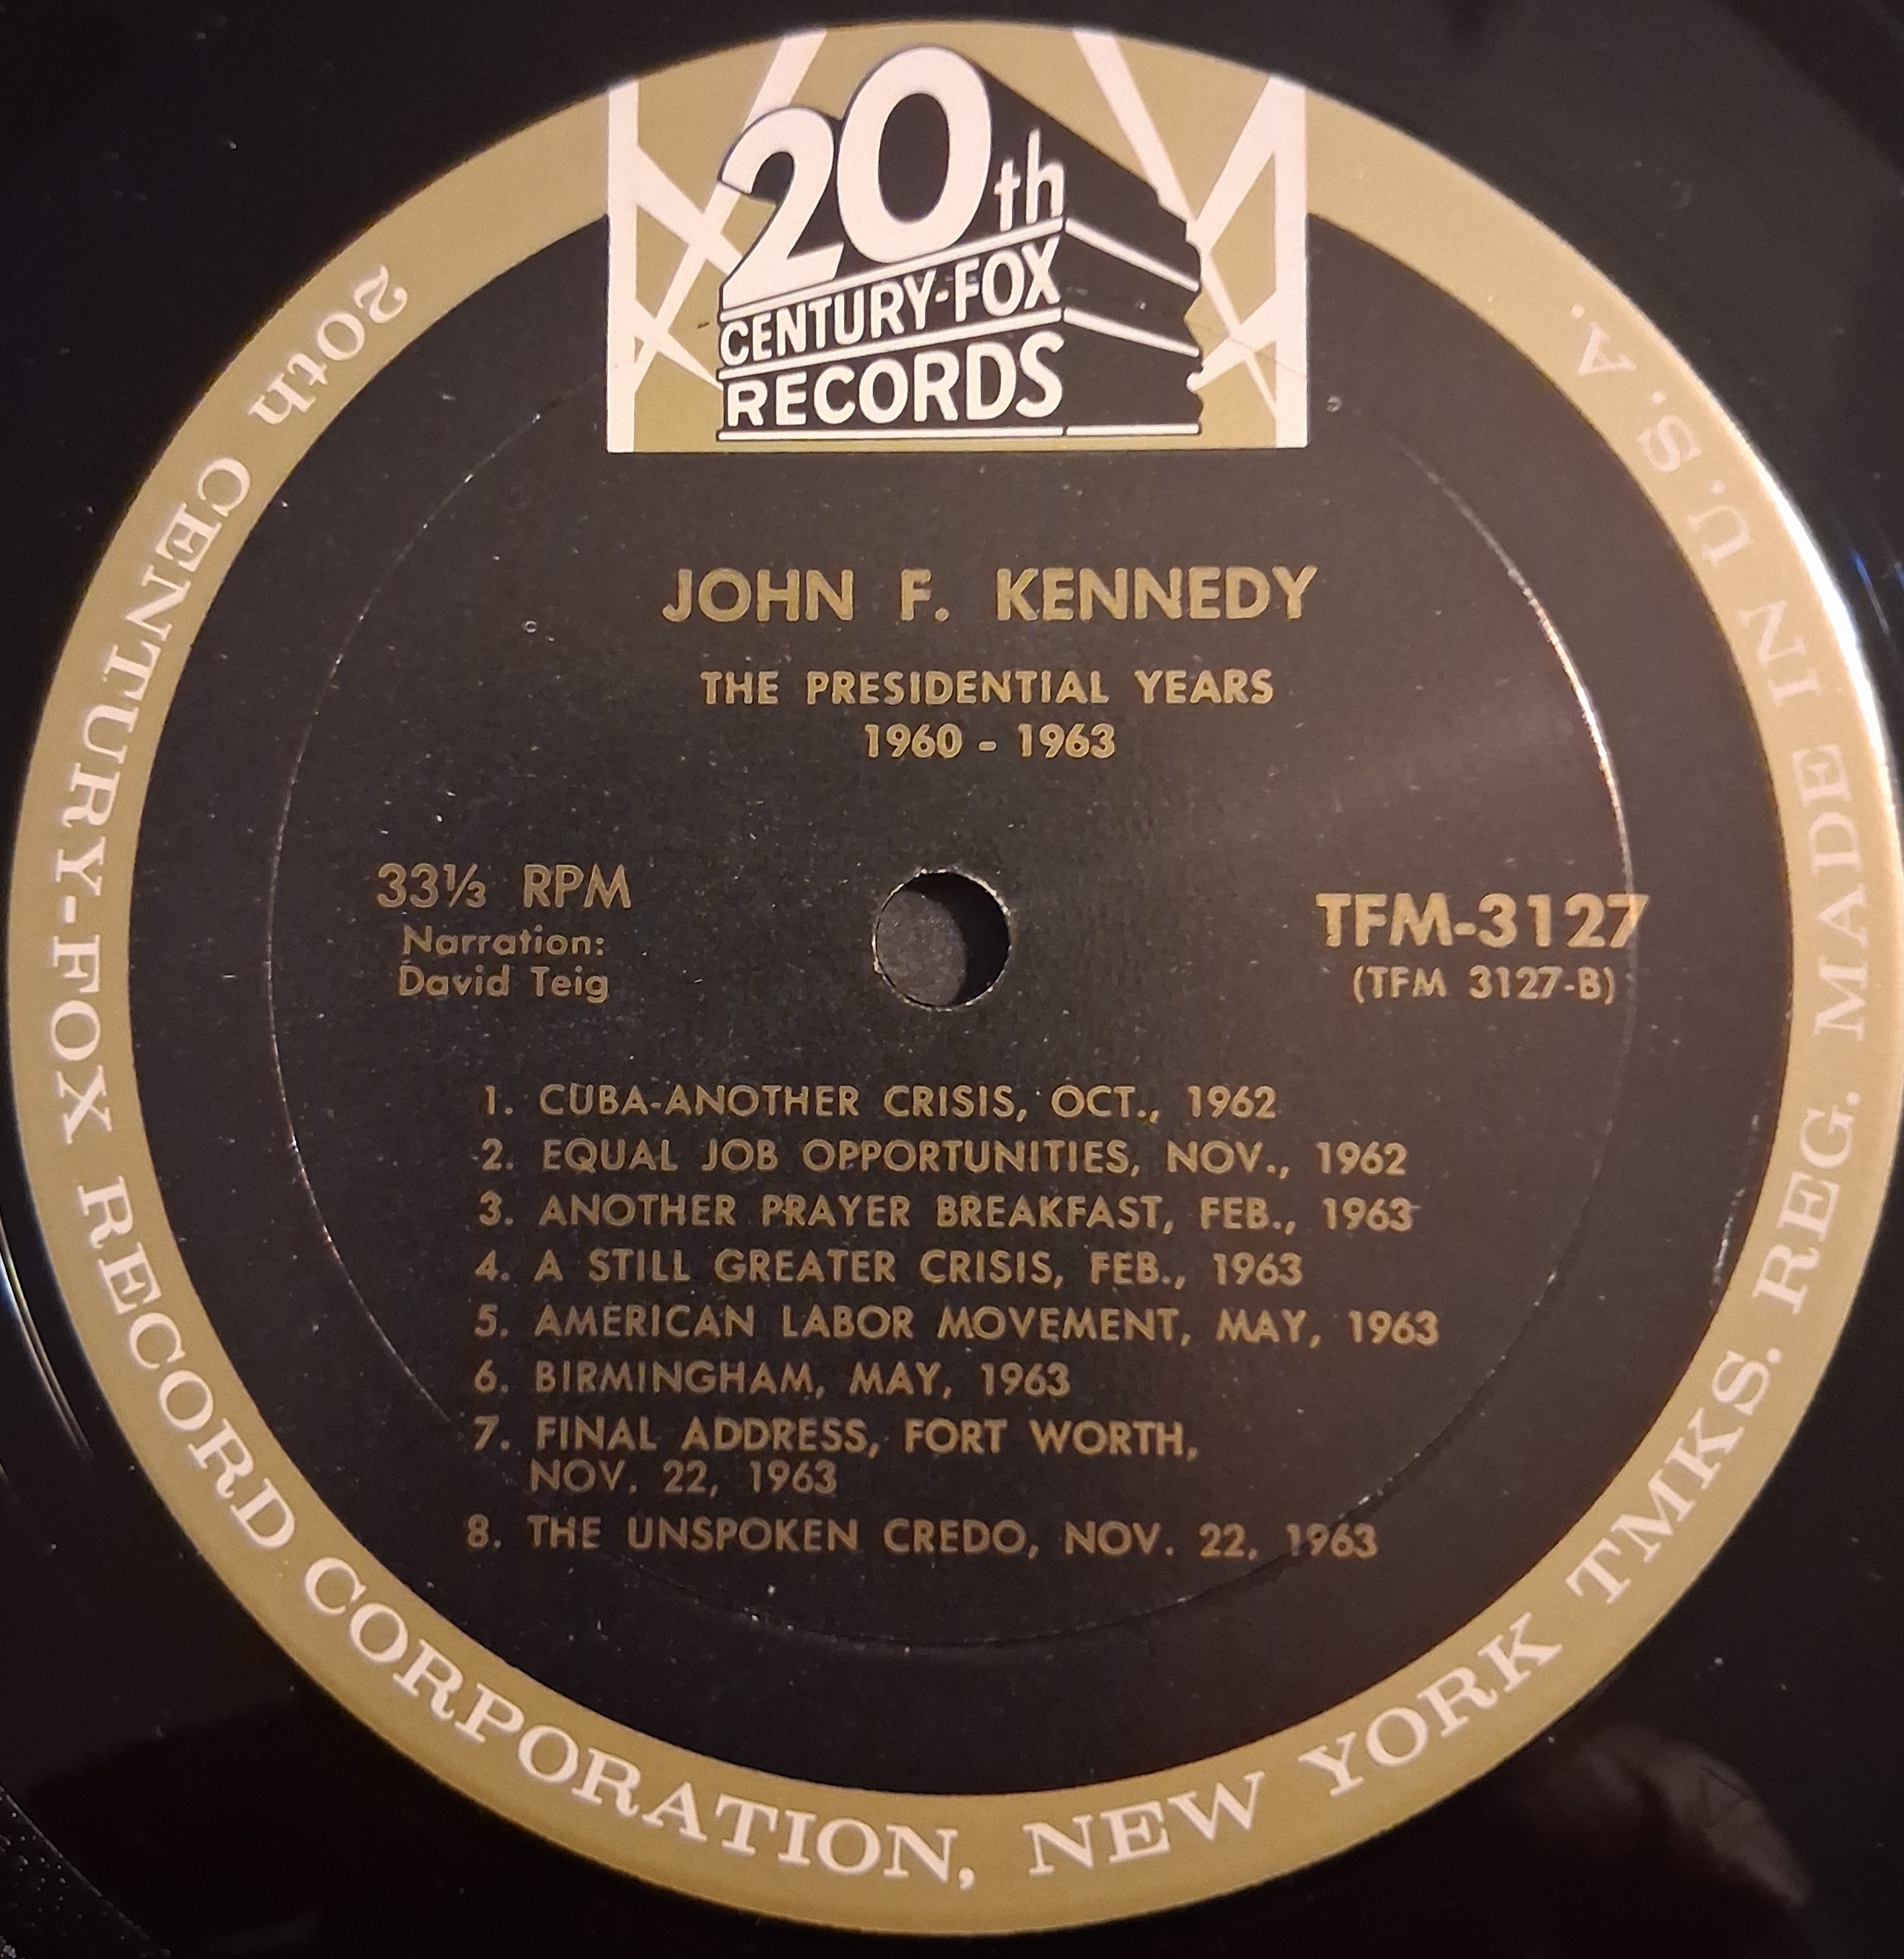 20th
CENTURY-FOX
RECORDS
JOHN F. KENNEDY
THE PRESIDENTIAL YEARS
1960 - 1963
33⅓ RPM
Narration:
David Teig
TFM-3127
(TFM 3127-B)
1. CUBA-ANOTHER CRISIS, OCT., 1962
2. EQUAL JOB OPPORTUNITIES, NOV., 1962
3. ANOTHER PRAYER BREAKFAST, FEB., 1963
4. A STILL GREATER CRISIS, FEB., 1963
5. AMERICAN LABOR MOVEMENT, MAY, 1963
6. BIRMINGHAM, MAY, 1963
7. FINAL ADDRESS, FORT WORTH,
NOV. 22, 1963
8. THE UNSPOKEN CREDO, NOV. 22, 1963
20th CENTURY-FOX RECORD CORPORATION, NEW YORK TMKS. REG. MADE IN U.S.A.